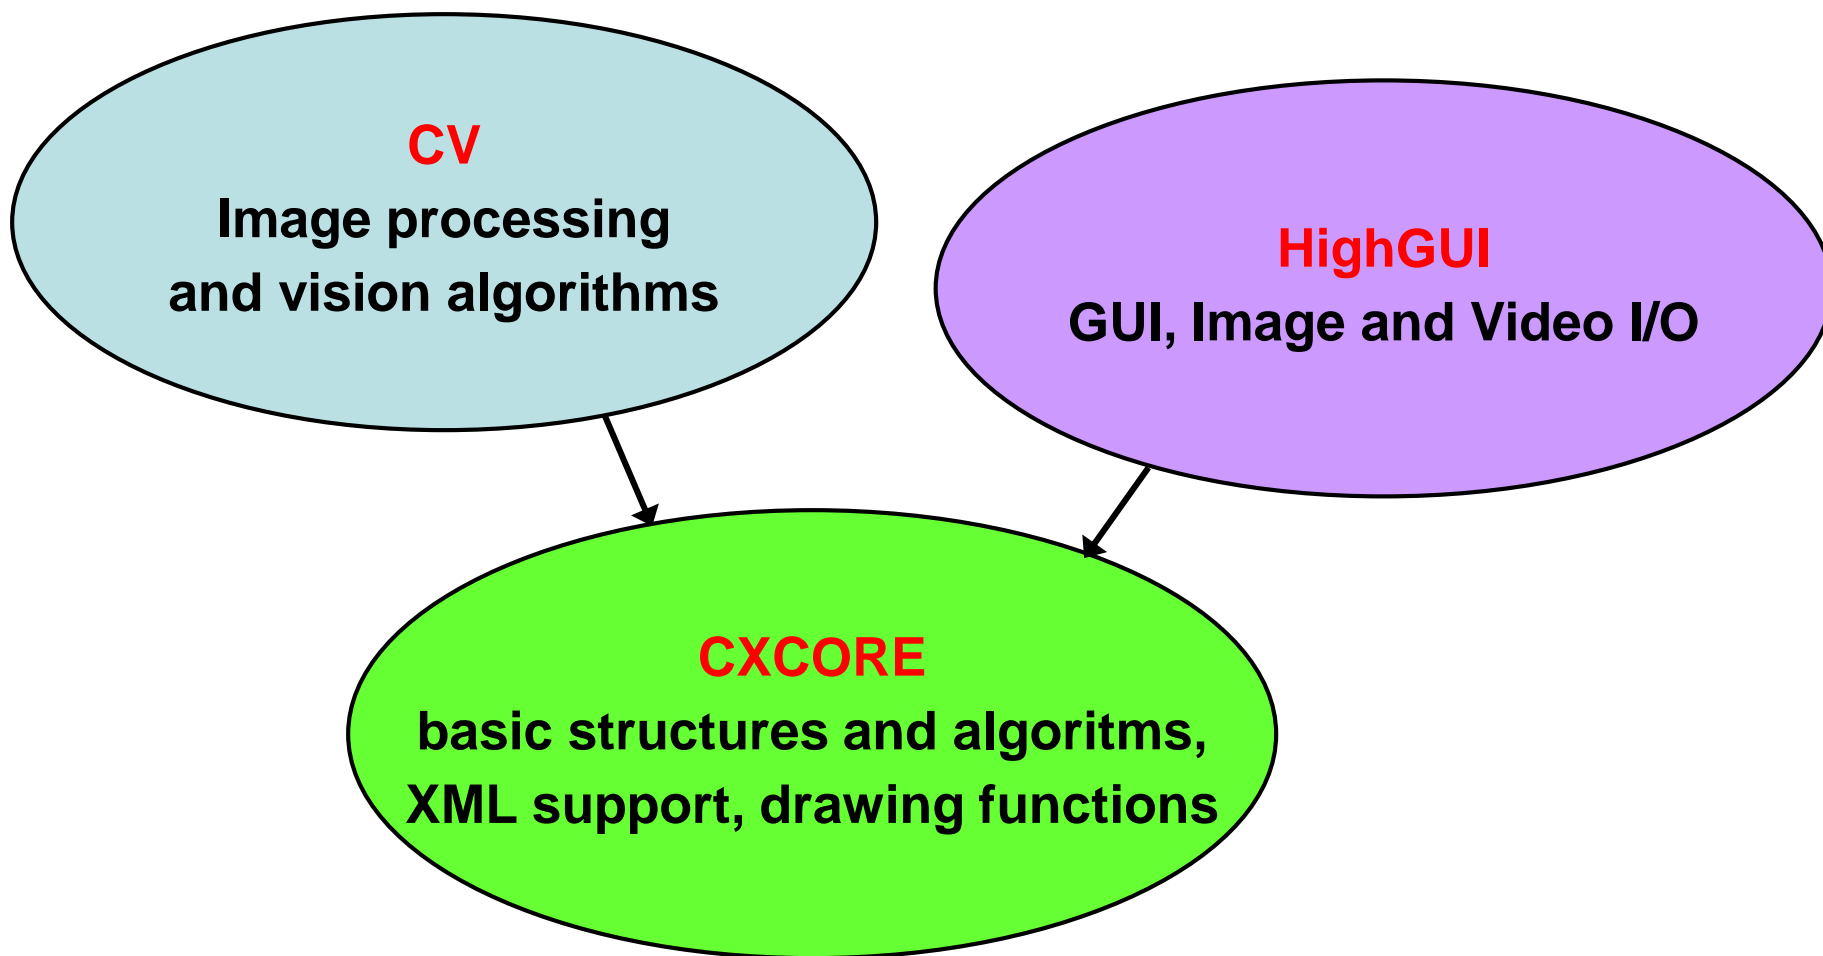 CV
Image processing
and vision algorithms
HighGUI
GUI, Image and Video I/O
CXCORE
basic structures and algoritms,
XML support, drawing functions